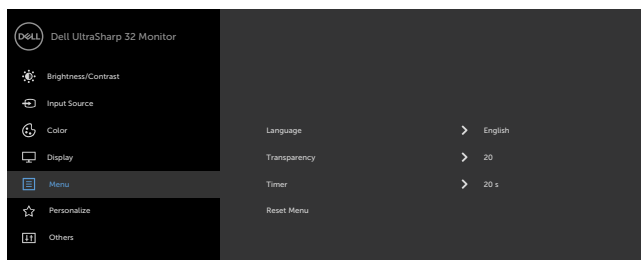 DELL Dell UltraSharp 32 Monitor
Brightness/Contrast
Input Source
Color
Display
Menu
Personalize
Others
Language English
Transparency 20
Timer 20 s
Reset Menu